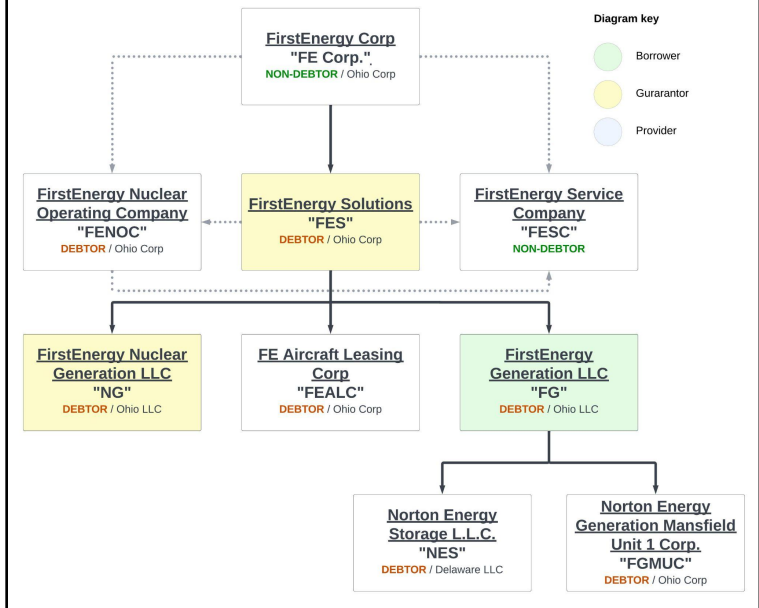 FirstEnergy Corp
"FE Corp."
NON-DEBTOR / Ohio Corp
Diagram key
Borrower
Gurarantor
Provider
FirstEnergy Nuclear
Operating Company
"FENOC"
DEBTOR / Ohio Corp
FirstEnergy Solutions
"FES"
DEBTOR / Ohio Corp
FirstEnergy Service
Company
"FESC"
NON-DEBTOR
FirstEnergy Nuclear
Generation LLC
"NG"
DEBTOR / Ohio LLC
FE Aircraft Leasing
Corp
"FEALC"
DEBTOR / Ohio Corp
FirstEnergy
Generation LLC
"FG"
DEBTOR / Ohio LLC
Norton Energy
Storage L.L.C.
"NES"
DEBTOR / Delaware LLC
Norton Energy
Generation Mansfield
Unit 1 Corp.
"FGMUC"
DEBTOR / Ohio Corp